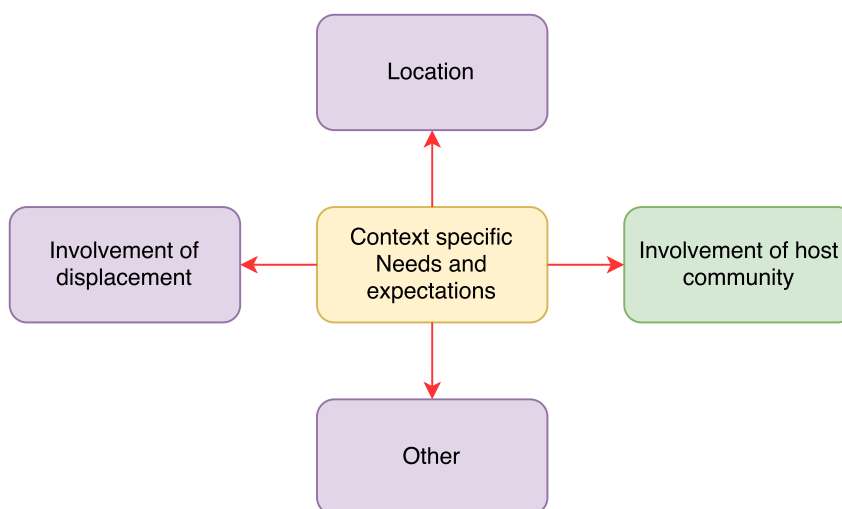 Location
Involvement of
displacement
Context specific
Needs and
expectations
Involvement of host
community
Other